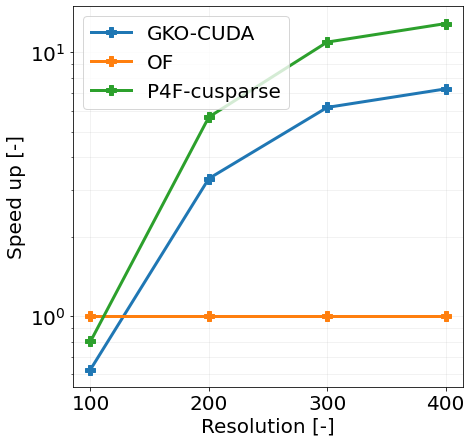 GKO-CUDA
OF
P4F-cusparse
Speed up [-]
10¹
10⁰
100 200 300 400
Resolution [-]